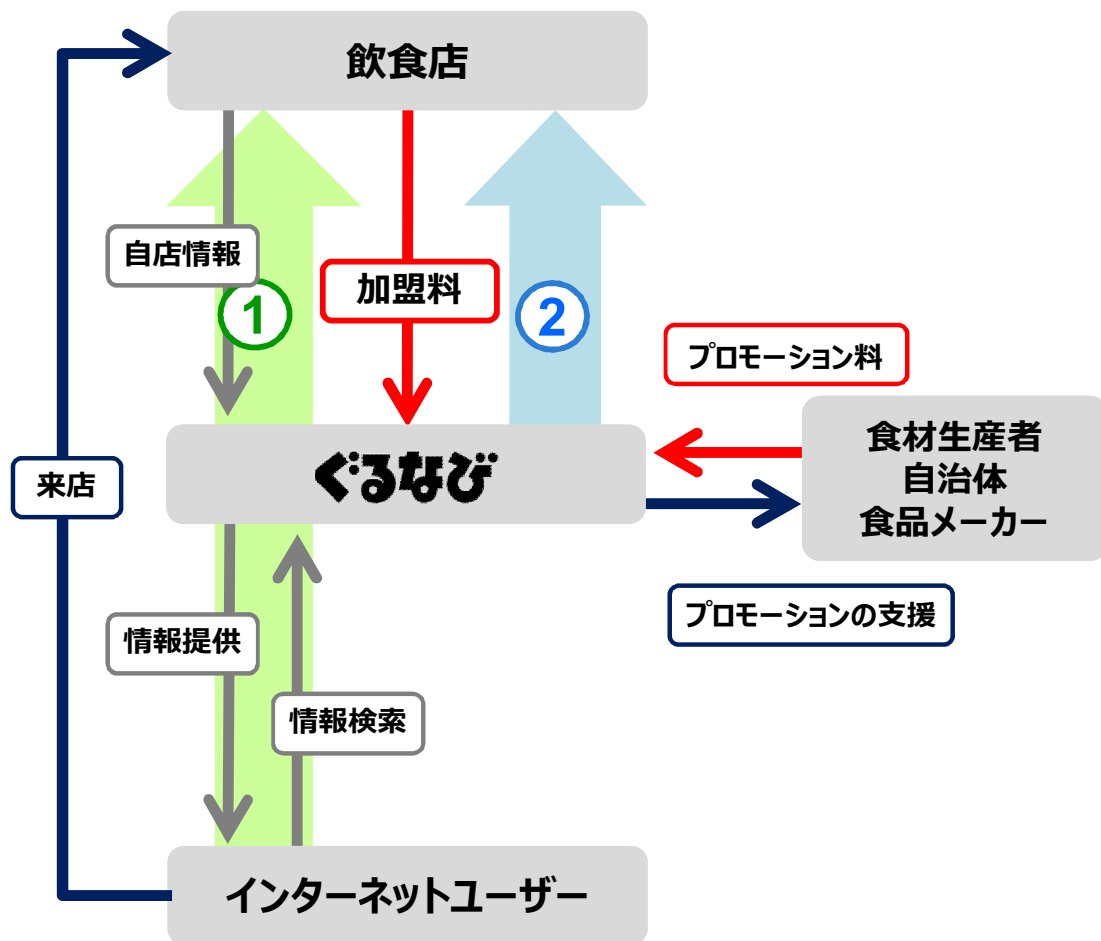 飲食店
自店情報
加盟料
1
2
プロモーション料
食材生産者
自治体
食品メーカー
ぐるなび
来店
プロモーションの支援
情報提供
情報検索
インターネットユーザー